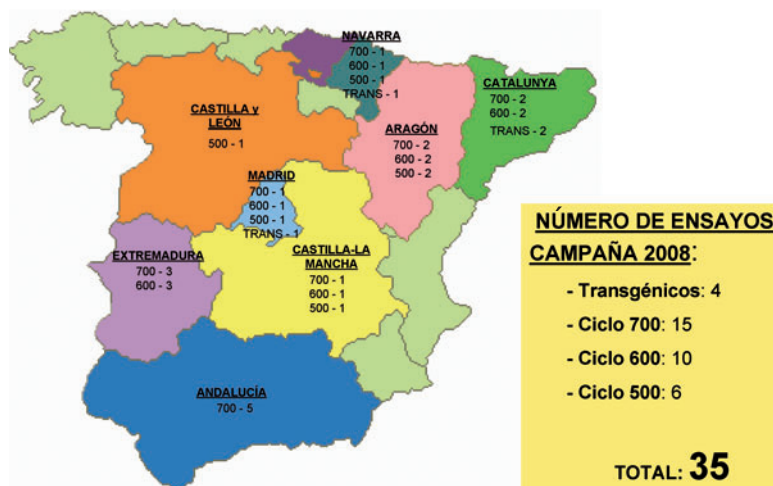 NAVARRA
700 - 1
600 - 1
500 - 1
TRANS - 1
CATALUNYA
700 - 2
600 - 2
TRANS - 2
CASTILLA y
LEÓN
500 - 1
ARAGÓN
700 - 2
600 - 2
500 - 2
MADRID
700 - 1
600 - 1
500 - 1
TRANS - 1
EXTREMADURA
700 - 3
600 - 3
CASTILLA-LA
MANCHA
700 - 1
600 - 1
500 - 1
ANDALUCÍA
700 - 5
NÚMERO DE ENSAYOS
CAMPAÑA 2008:
- Transgénicos: 4
- Ciclo 700: 15
- Ciclo 600: 10
- Ciclo 500: 6
TOTAL: 35